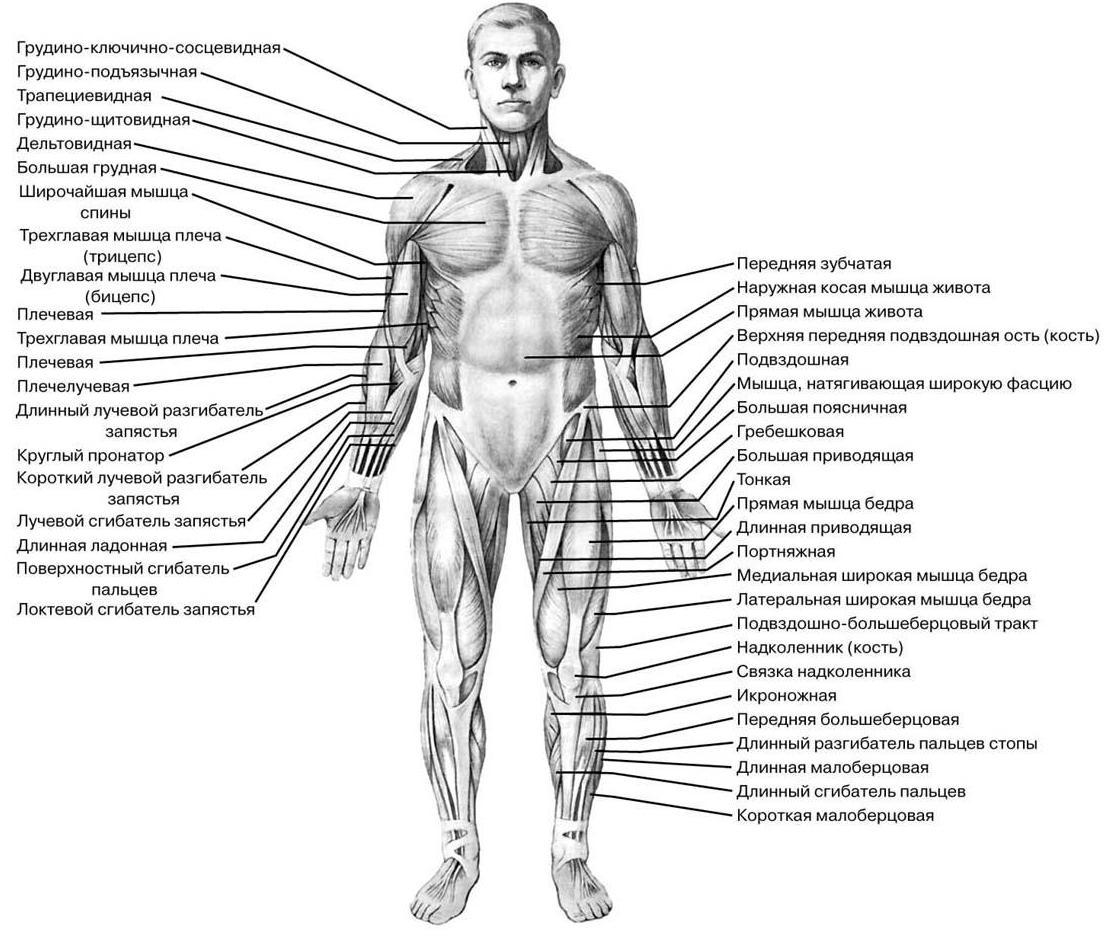 Грудино-ключично-сосцевидная
Грудино-подъязычная
Трапециевидная
Грудино-щитовидная
Дельтовидная
Большая грудная
Широчайшая мышца
спины
Трехглавая мышца плеча
(трицепс)
Двуглавая мышца плеча
(бицепс)
Плечевая
Трехглавая мышца плеча
Плечевая
Плечелучевая
Длинный лучевой разгибатель
запястья
Круглый пронатор
Короткий лучевой разгибатель
запястья
Лучевой сгибатель запястья
Длинная ладонная
Поверхностный сгибатель
пальцев
Локтевой сгибатель запястья
Передняя зубчатая
Наружная косая мышца живота
Прямая мышца живота
Верхняя передняя подвздошная ость (кость)
Подвздошная
Мышца, натягивающая широкую фасцию
Большая поясничная
Гребешковая
Большая приводящая
Тонкая
Прямая мышца бедра
Длинная приводящая
Портняжная
Медиальная широкая мышца бедра
Латеральная широкая мышца бедра
Подвздошно-большеберцовый тракт
Надколенник (кость)
Связка надколенника
Икроножная
Передняя большеберцовая
Длинный разгибатель пальцев стопы
Длинная малоберцовая
Длинный сгибатель пальцев
Короткая малоберцовая